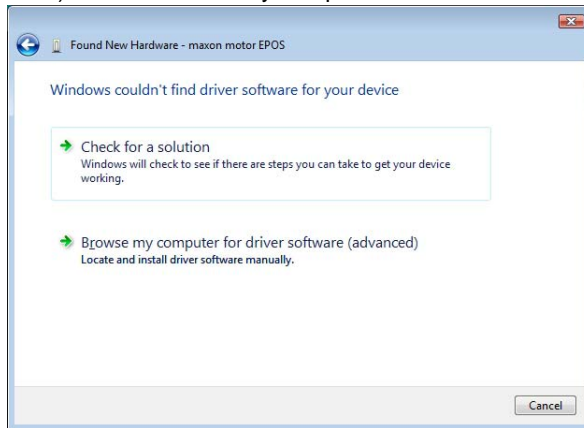 Found New Hardware - maxon motor EPOS
Windows couldn't find driver software for your device
Check for a solution
Windows will check to see if there are steps you can take to get your device
working.
Browse my computer for driver software (advanced)
Locate and install driver software manually.
Cancel